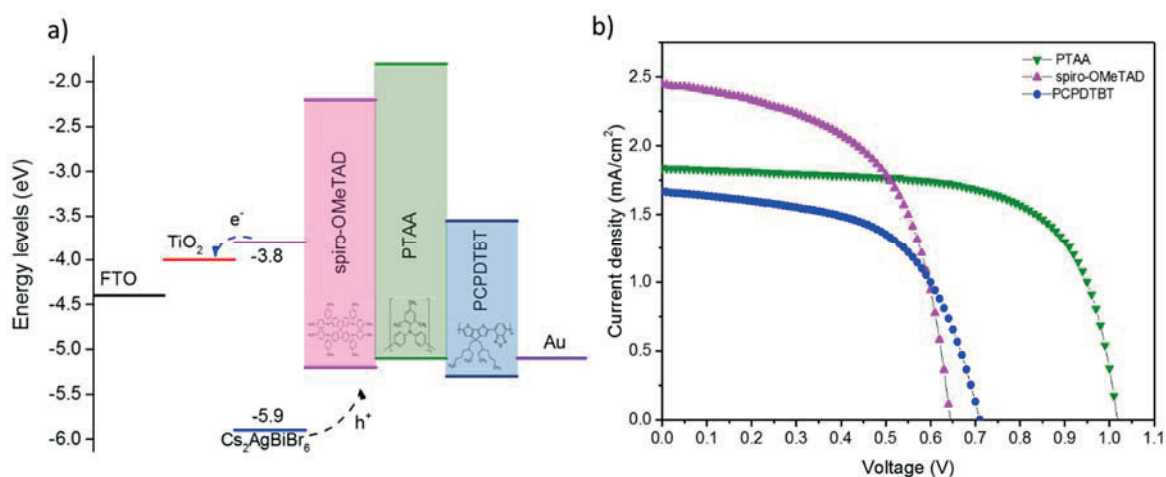 a)
Energy levels (eV)
-2.0
-2.5
-3.0
-3.5
-4.0
-4.5
-5.0
-5.5
-6.0
FTO
TiO2
e-
-3.8
spiro-OMeTAD
PTAA
PCPDTBT
Au
-5.9
Cs2AgBiBr6
h+
b)
Current density (mA/cm2)
2.5
2.0
1.5
1.0
0.5
0.0
PTAA
spiro-OMeTAD
PCPDTBT
0.0 0.1 0.2 0.3 0.4 0.5 0.6 0.7 0.8 0.9 1.0 1.1
Voltage (V)